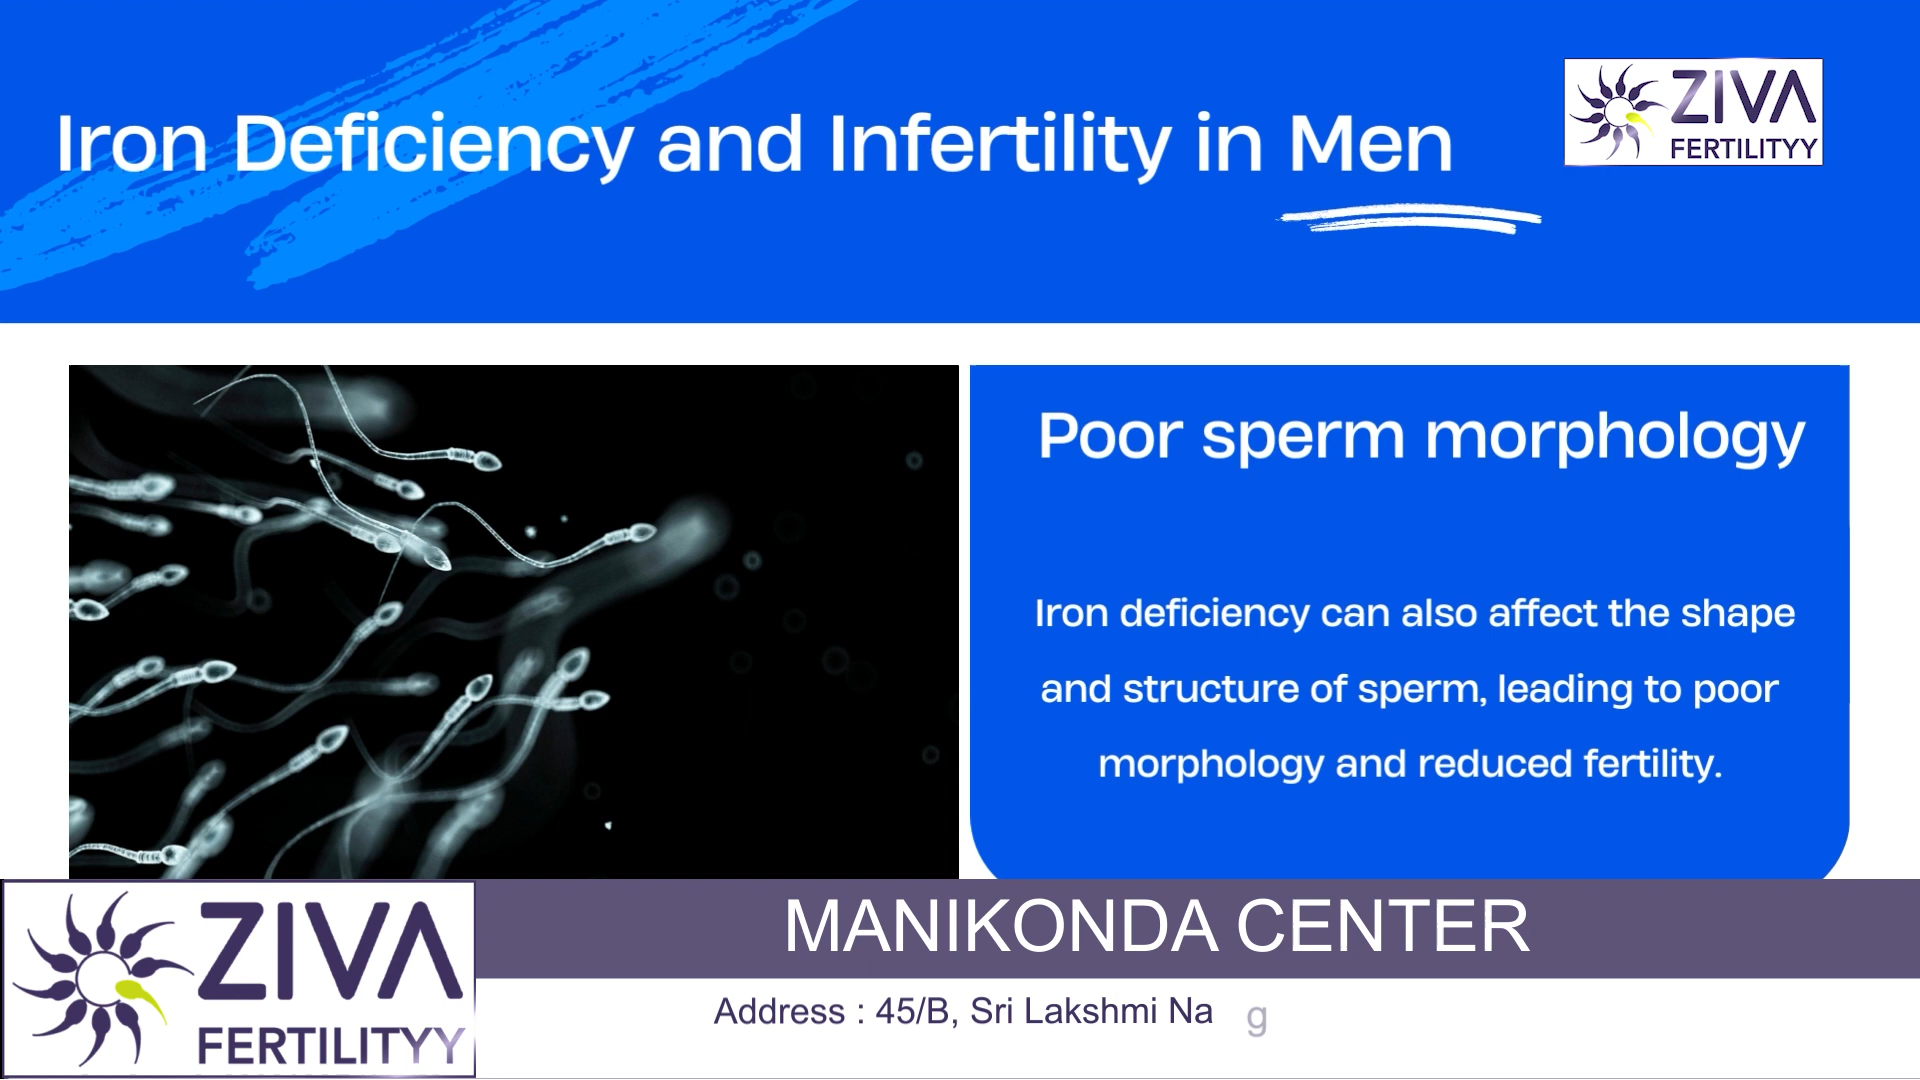 Iron Deficiency and Infertility in Men
ZIVA
FERTILITYY
Poor sperm morphology
Iron deficiency can also affect the shape
and structure of sperm, leading to poor
morphology and reduced fertility.
ZIVA
FERTILITYY
MANIKONDA CENTER
Address : 45/B, Sri Lakshmi Na g